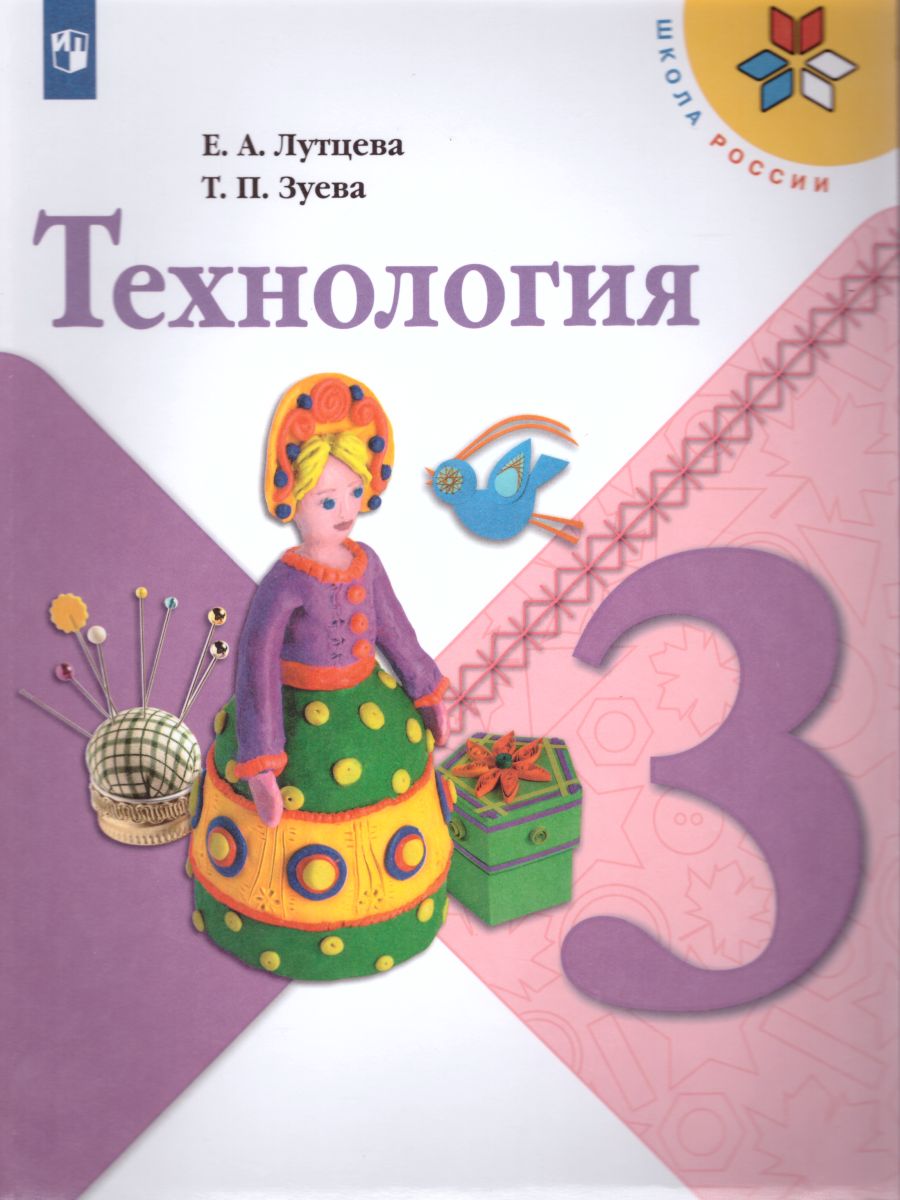 ИП
ШКОЛА РОССИИ
Е. А. Лутцева
Т. П. Зуева
Технология
3